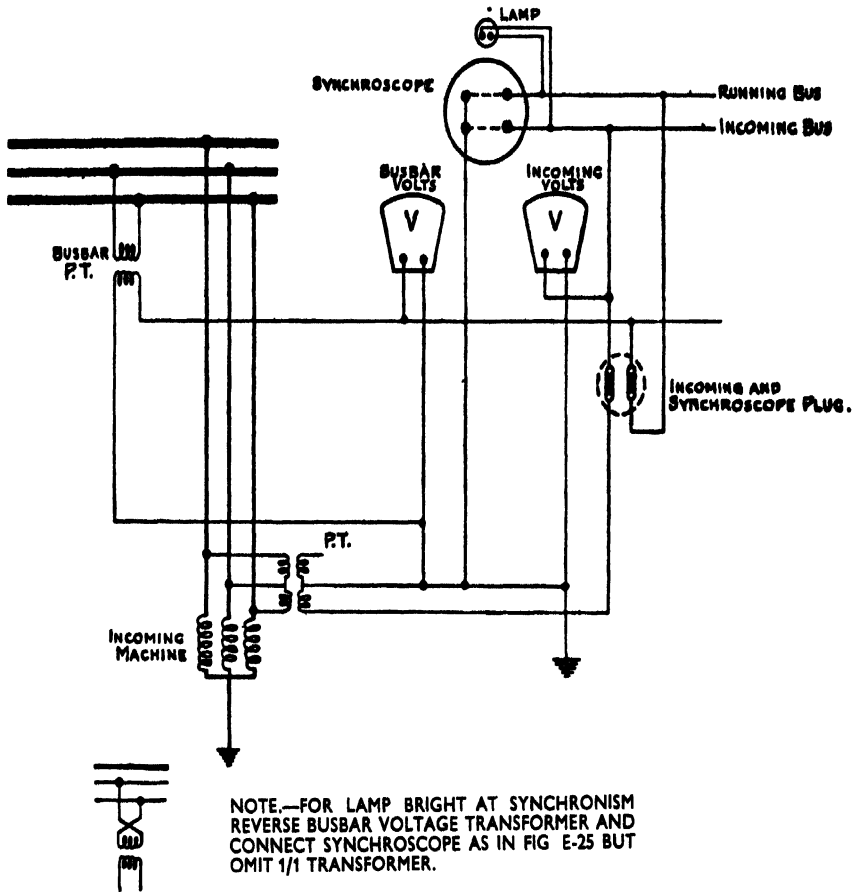 LAMP
SYNCHROSCOPE
RUNNING BUS
INCOMING BUS
BUSBAR
VOLTS
INCOMING
VOLTS
V
V
BUSBAR
P.T.
INCOMING AND
SYNCHROSCOPE PLUG.
P.T.
INCOMING
MACHINE
NOTE.—FOR LAMP BRIGHT AT SYNCHRONISM
REVERSE BUSBAR VOLTAGE TRANSFORMER AND
CONNECT SYNCHROSCOPE AS IN FIG E-25 BUT
OMIT 1/1 TRANSFORMER.